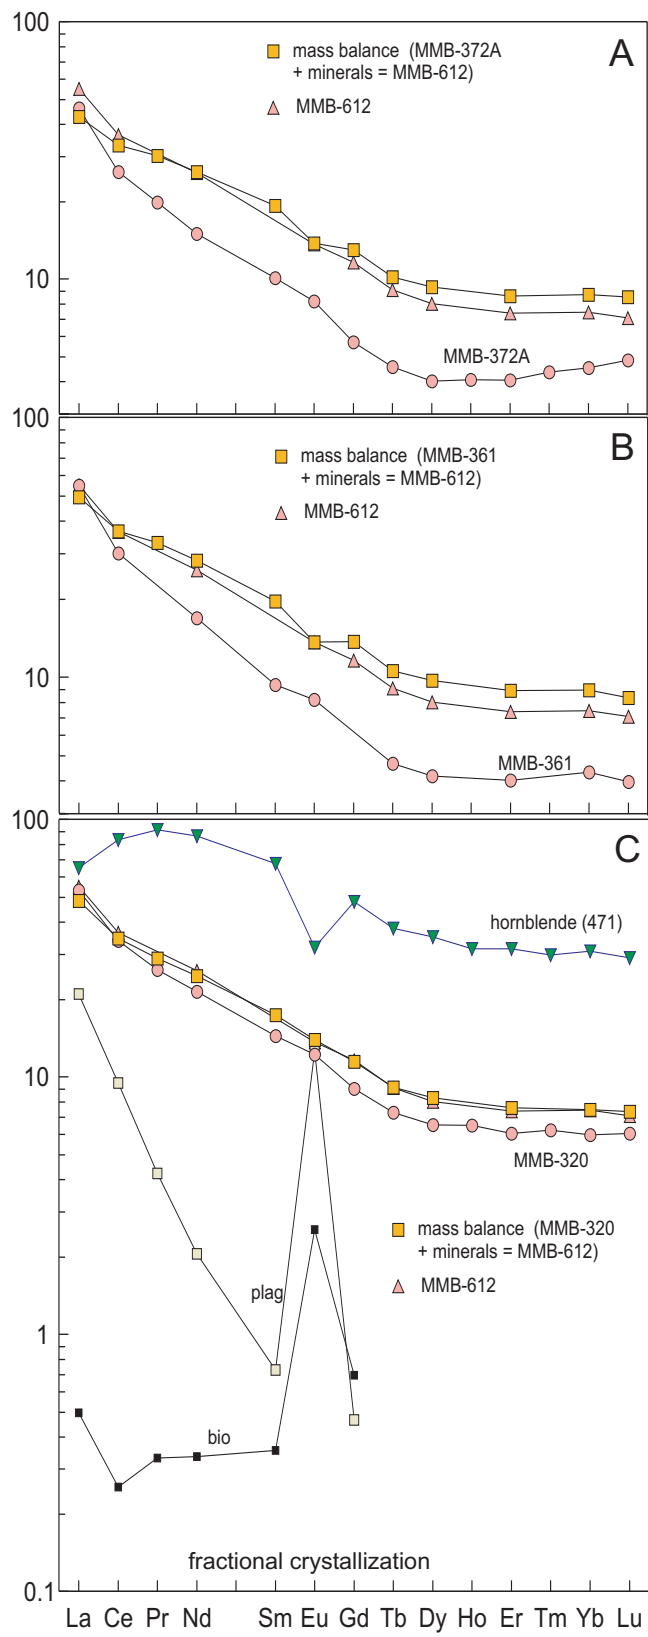 100
A
mass balance (MMB-372A
+ minerals = MMB-612)
MMB-612
10
MMB-372A
100
B
mass balance (MMB-361
+ minerals = MMB-612)
MMB-612
10
MMB-361
100
C
hornblende (471)
10
MMB-320
mass balance (MMB-320
+ minerals = MMB-612)
plag
MMB-612
1
bio
fractional crystallization
0.1
La Ce Pr Nd Sm Eu Gd Tb Dy Ho Er Tm Yb Lu